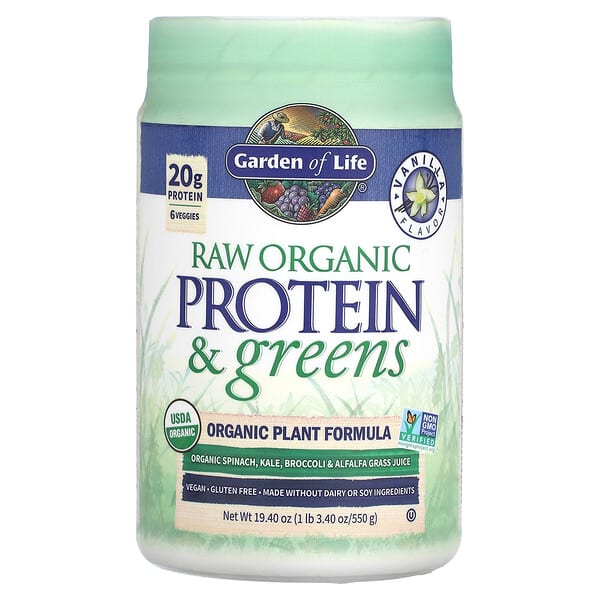 Garden of Life®
20g
PROTEIN
6 VEGGIES
VANILLA
FLAVOR
RAW ORGANIC
PROTEIN
& greens
USDA
ORGANIC
ORGANIC PLANT FORMULA
NON
GMO
Project
VERIFIED
nongmoproject.org
ORGANIC SPINACH, KALE, BROCCOLI & ALFALFA GRASS JUICE
VEGAN • GLUTEN FREE • MADE WITHOUT DAIRY OR SOY INGREDIENTS
Net Wt 19.40 oz (1 lb 3.40 oz/550 g)
U